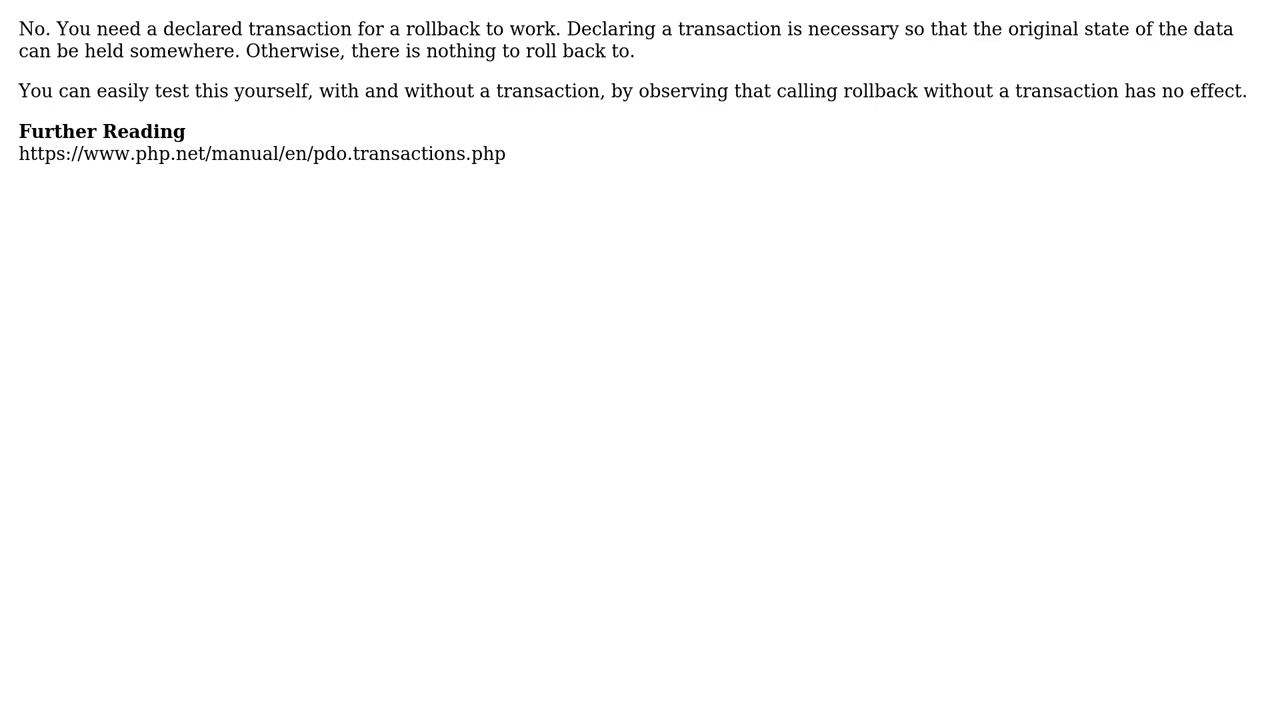 No. You need a declared transaction for a rollback to work. Declaring a transaction is necessary so that the original state of the data
can be held somewhere. Otherwise, there is nothing to roll back to.
You can easily test this yourself, with and without a transaction, by observing that calling rollback without a transaction has no effect.
Further Reading
https://www.php.net/manual/en/pdo.transactions.php